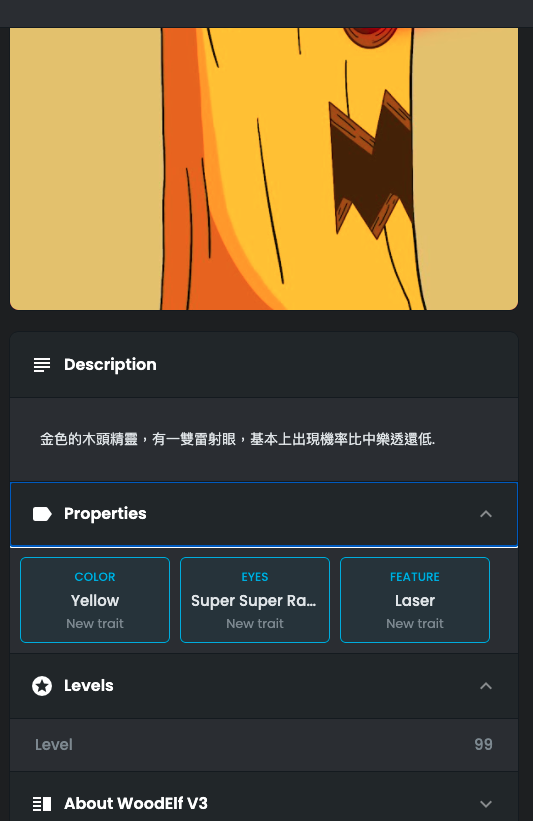 Description
金色的木頭精靈，有一雙雷射眼，基本上出現機率比中樂透還低.
Properties
COLOR
Yellow
New trait
EYES
Super Super Ra...
New trait
FEATURE
Laser
New trait
Levels
Level 99
About WoodElf V3